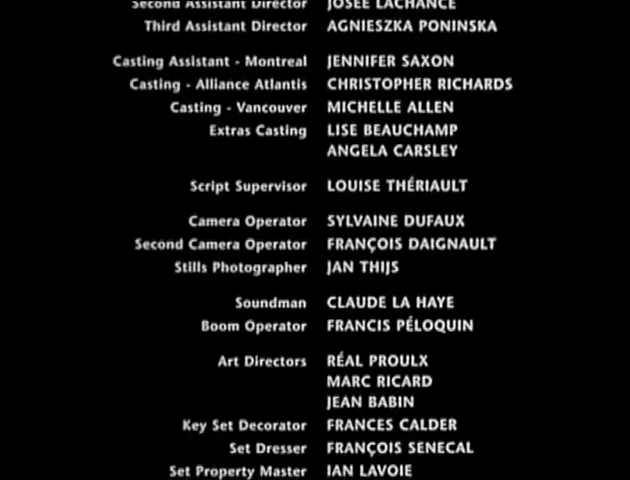 Second Assistant Director JOSÉE LACHANCE
Third Assistant Director AGNIESZKA PONINSKA
Casting Assistant - Montreal JENNIFER SAXON
Casting - Alliance Atlantis CHRISTOPHER RICHARDS
Casting - Vancouver MICHELLE ALLEN
Extras Casting LISE BEAUCHAMP
ANGELA CARSLEY
Script Supervisor LOUISE THÉRIAULT
Camera Operator SYLVAINE DUFAUX
Second Camera Operator FRANÇOIS DAIGNAULT
Stills Photographer JAN THIJS
Soundman CLAUDE LA HAYE
Boom Operator FRANCIS PÉLOQUIN
Art Directors RÉAL PROULX
MARC RICARD
JEAN BABIN
Key Set Decorator FRANCES CALDER
Set Dresser FRANÇOIS SENECAL
Set Property Master IAN LAVOIE